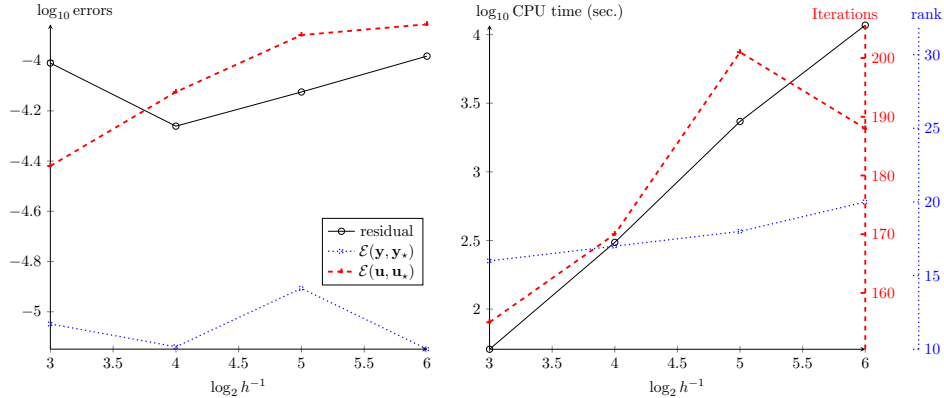 log₁₀ errors
−4
−4.2
−4.4
−4.6
−4.8
−5
3 3.5 4 4.5 5 5.5 6
log₂ h⁻¹
residual
ℰ(y, y⋆)
ℰ(u, u⋆)
log₁₀ CPU time (sec.) Iterations rank
4
3.5
3
2.5
2
3 3.5 4 4.5 5 5.5 6
log₂ h⁻¹
200
190
180
170
160
30
25
20
15
10